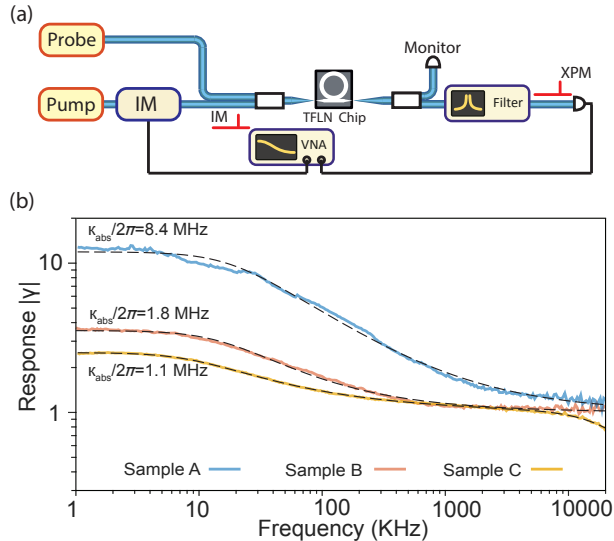 (a)
Probe
Pump
IM
IM
TFLN Chip
Monitor
Filter
XPM
VNA
(b)
Response |γ|
10
1
κabs/2π=8.4 MHz
κabs/2π=1.8 MHz
κabs/2π=1.1 MHz
Sample A
Sample B
Sample C
1
10
100
1000
10000
Frequency (KHz)